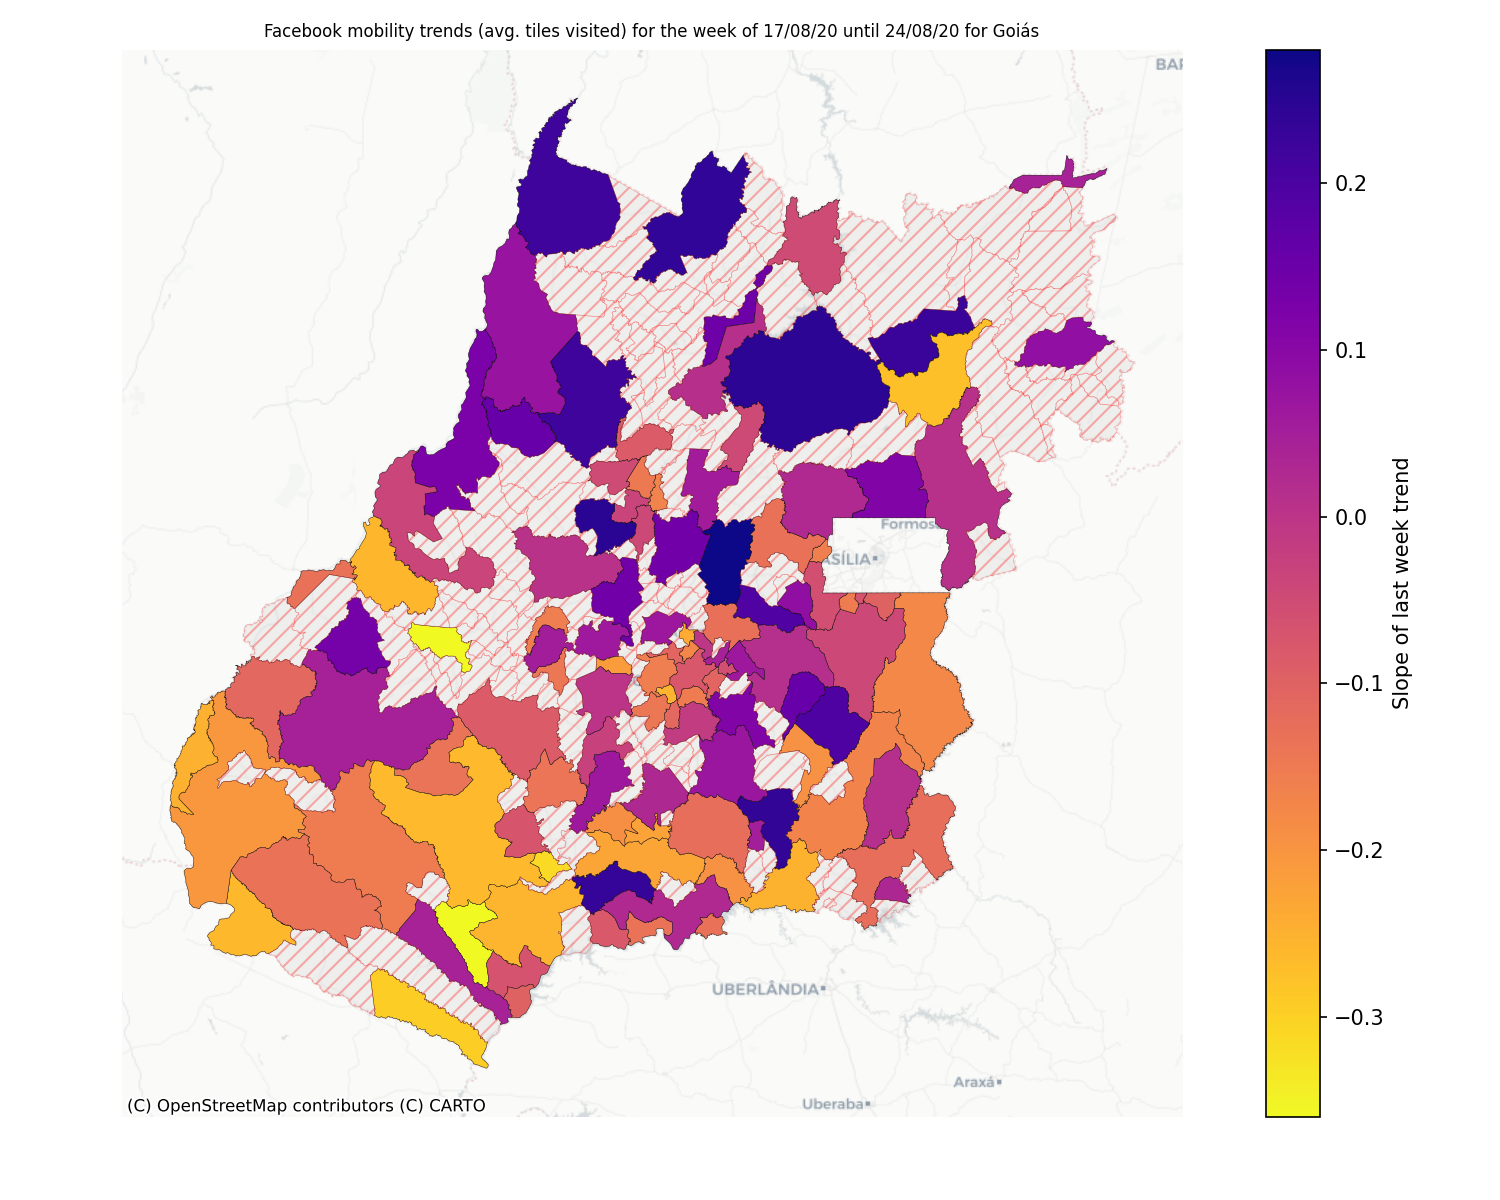 Facebook mobility trends (avg. tiles visited) for the week of 17/08/20 until 24/08/20 for Goiás
BAR
Formos
ASÍLIA
UBERLÂNDIA
Araxá
Uberaba
(C) OpenStreetMap contributors (C) CARTO
0.2
0.1
0.0
−0.1
−0.2
−0.3
Slope of last week trend